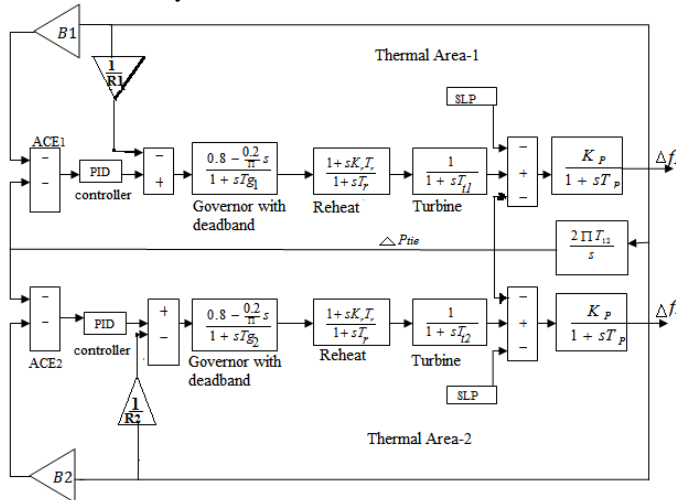 B1
1
R1
Thermal Area-1
SLP
ACE1
−
−
PID
controller
−
+
0.8 − 0.2/Π s
1 + sTg1
Governor with
deadband
1 + sKrTr
1 + sTr
Reheat
1
1 + sTt1
Turbine
−
+
−
KP
1 + sTP
Δf
Δ Ptie
2 Π T12
s
−
−
ACE2
PID
controller
+
−
0.8 − 0.2/Π s
1 + sTg2
Governor with
deadband
1 + sKrTr
1 + sTr
Reheat
1
1 + sTt2
Turbine
−
+
−
KP
1 + sTP
Δf
SLP
1
R2
Thermal Area-2
B2